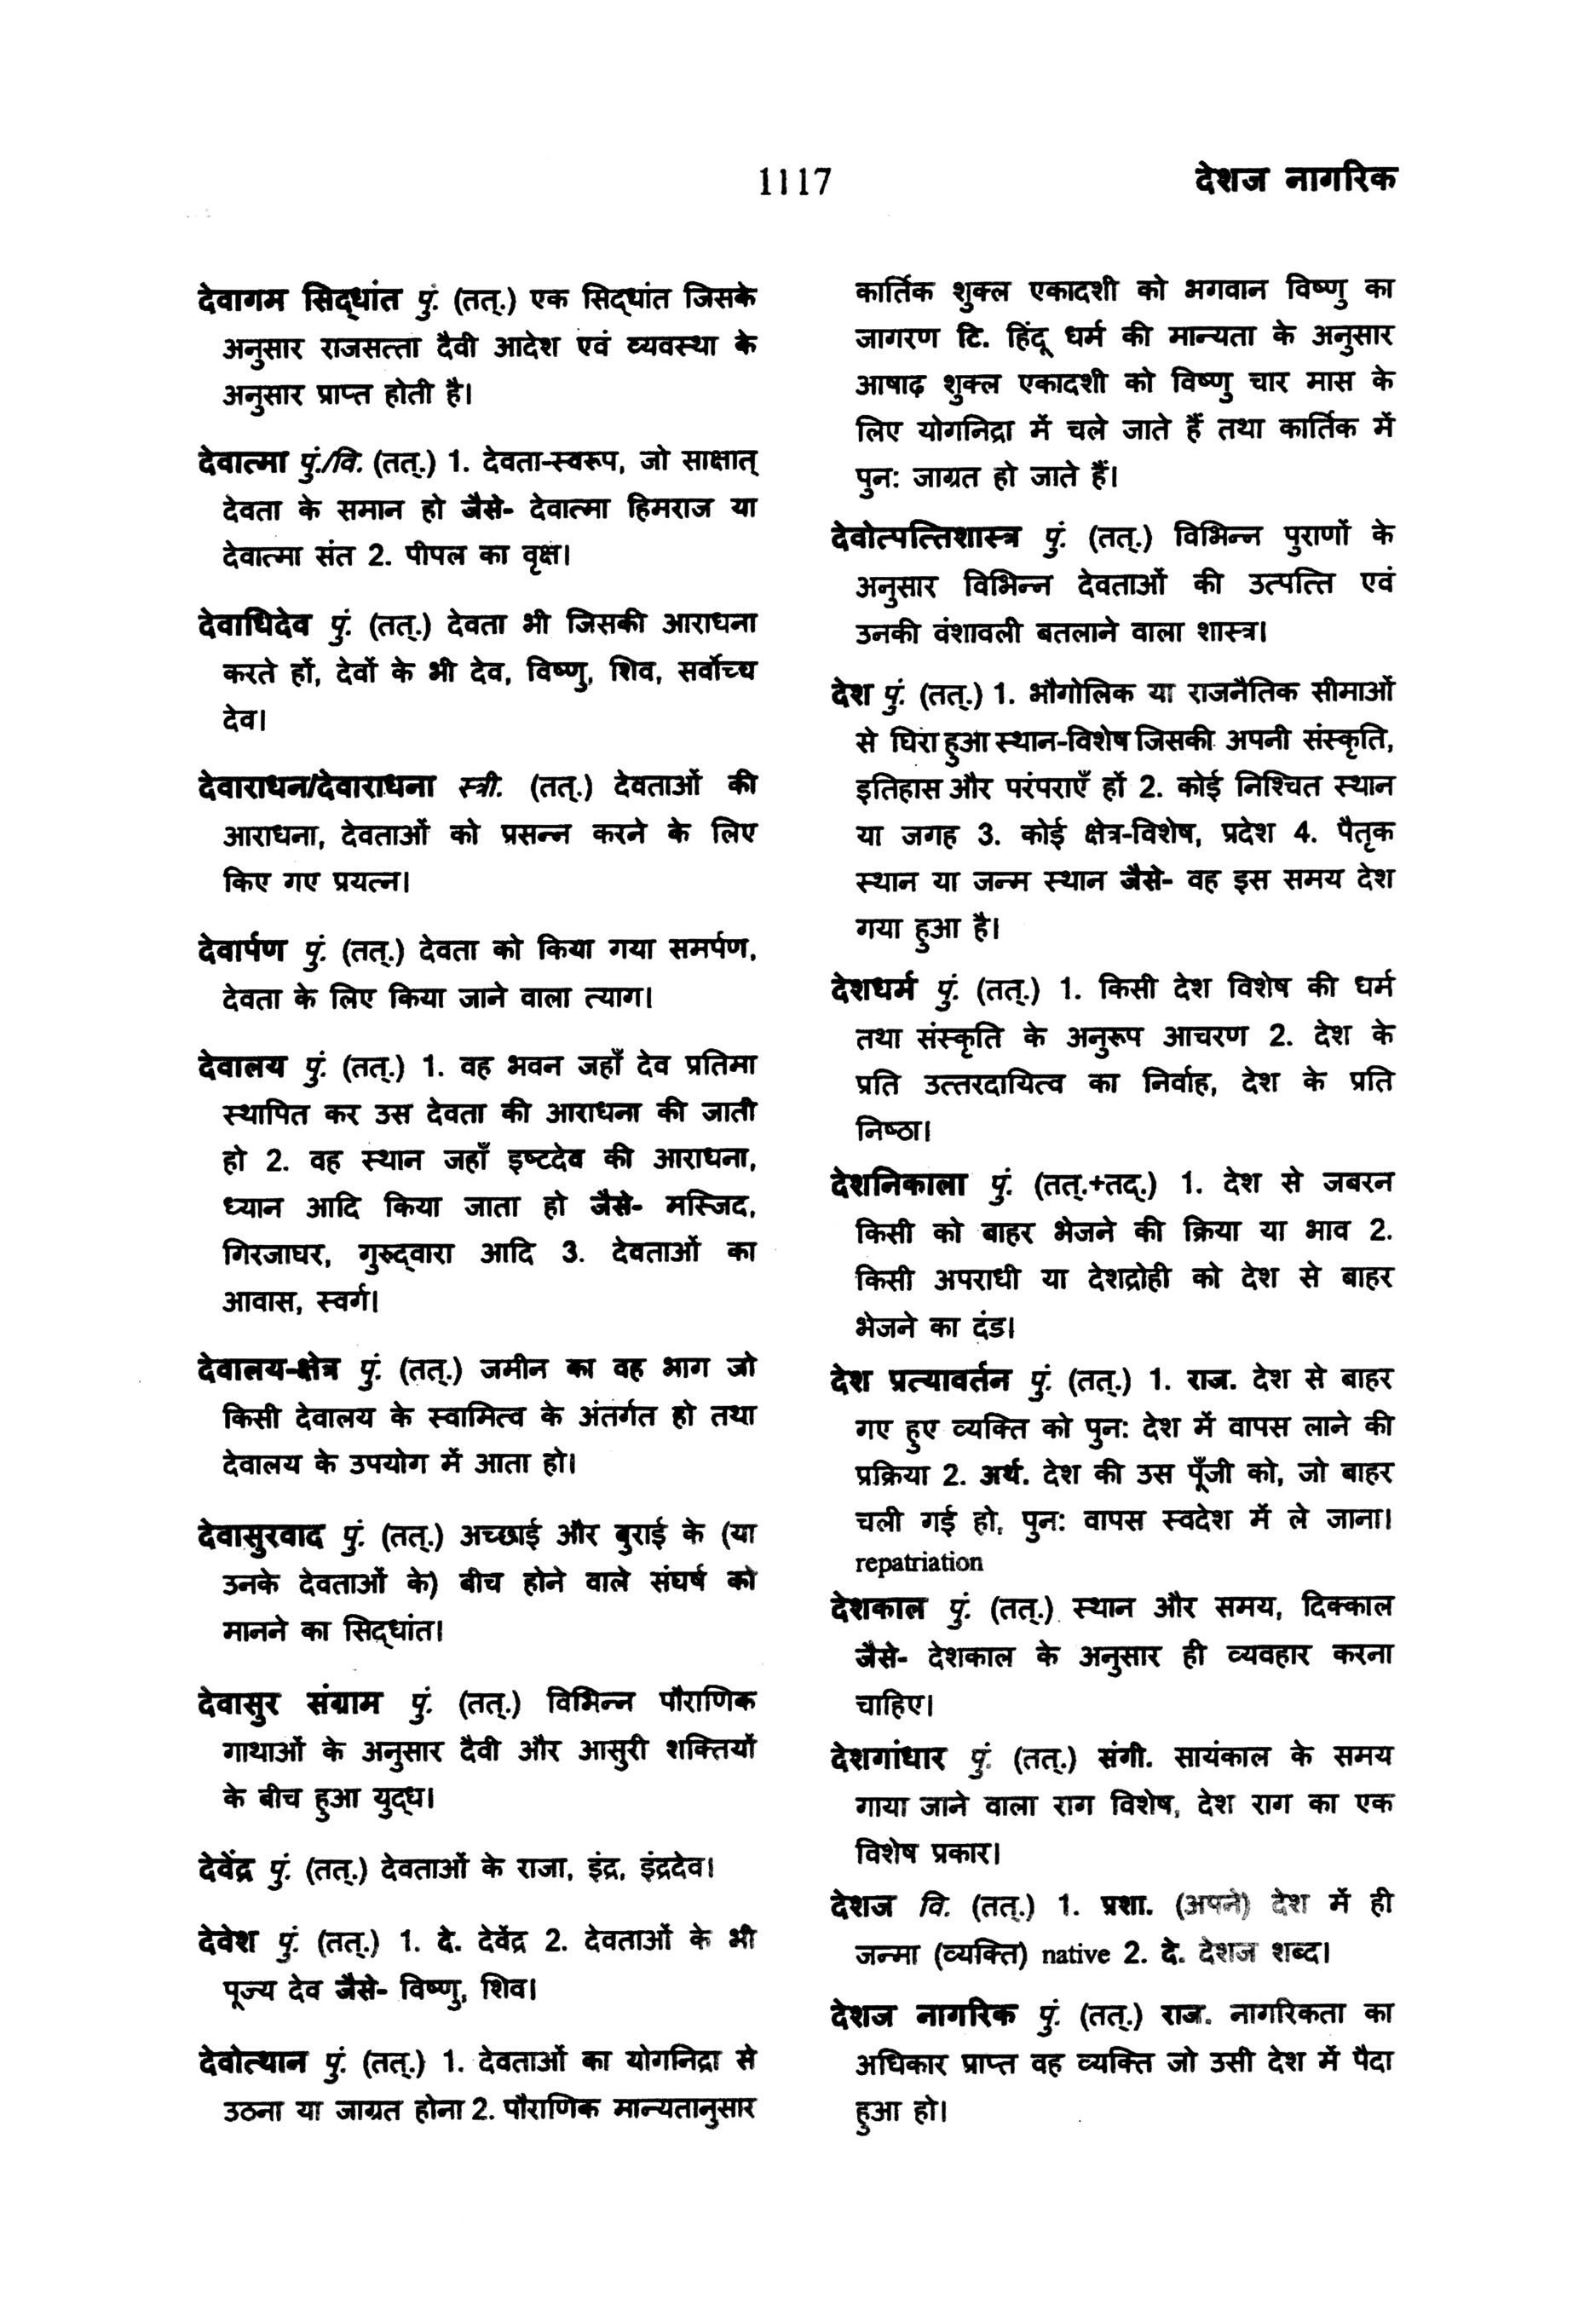 1117
देशज नागरिक
देवागम सिद्धांत पुं. (तत्.) एक सिद्धांत जिसके
अनुसार राजसत्ता दैवी आदेश एवं व्यवस्था के
अनुसार प्राप्त होती है।
देवात्मा पुं./वि. (तत्.) 1. देवता-स्वरूप, जो साक्षात्
देवता के समान हो जैसे- देवात्मा हिमराज या
देवात्मा संत 2. पीपल का वृक्ष।
देवाधिदेव पुं. (तत्.) देवता भी जिसकी आराधना
करते हों, देवों के भी देव, विष्णु, शिव, सर्वोच्च
देव।
देवाराधन/देवाराधना स्त्री. (तत्.) देवताओं की
आराधना, देवताओं को प्रसन्न करने के लिए
किए गए प्रयत्न।
देवार्पण पुं. (तत्.) देवता को किया गया समर्पण,
देवता के लिए किया जाने वाला त्याग।
देवालय पुं. (तत्.) 1. वह भवन जहाँ देव प्रतिमा
स्थापित कर उस देवता की आराधना की जाती
हो 2. वह स्थान जहाँ इष्टदेव की आराधना,
ध्यान आदि किया जाता हो जैसे- मस्जिद,
गिरजाघर, गुरुद्वारा आदि 3. देवताओं का
आवास, स्वर्ग।
देवालय-क्षेत्र पुं. (तत्.) जमीन का वह भाग जो
किसी देवालय के स्वामित्व के अंतर्गत हो तथा
देवालय के उपयोग में आता हो।
देवासुरवाद पुं. (तत्.) अच्छाई और बुराई के (या
उनके देवताओं के) बीच होने वाले संघर्ष को
मानने का सिद्धांत।
देवासुर संग्राम पुं. (तत्.) विभिन्न पौराणिक
गाथाओं के अनुसार दैवी और आसुरी शक्तियों
के बीच हुआ युद्ध।
देवेंद्र पुं. (तत्.) देवताओं के राजा, इंद्र, इंद्रदेव।
देवेश पुं. (तत्.) 1. दे. देवेंद्र 2. देवताओं के भी
पूज्य देव जैसे- विष्णु, शिव।
देवोत्थान पुं. (तत्.) 1. देवताओं का योगनिद्रा से
उठना या जाग्रत होना 2. पौराणिक मान्यतानुसार
कार्तिक शुक्ल एकादशी को भगवान विष्णु का
जागरण टि. हिंदू धर्म की मान्यता के अनुसार
आषाढ़ शुक्ल एकादशी को विष्णु चार मास के
लिए योगनिद्रा में चले जाते हैं तथा कार्तिक में
पुन: जाग्रत हो जाते हैं।
देवोत्पत्तिशास्त्र पुं. (तत्.) विभिन्न पुराणों के
अनुसार विभिन्न देवताओं की उत्पत्ति एवं
उनकी वंशावली बतलाने वाला शास्त्र।
देश पुं. (तत्.) 1. भौगोलिक या राजनैतिक सीमाओं
से घिरा हुआ स्थान-विशेष जिसकी अपनी संस्कृति,
इतिहास और परंपराएँ हों 2. कोई निश्चित स्थान
या जगह 3. कोई क्षेत्र-विशेष, प्रदेश 4. पैतृक
स्थान या जन्म स्थान जैसे- वह इस समय देश
गया हुआ है।
देशधर्म पुं. (तत्.) 1. किसी देश विशेष की धर्म
तथा संस्कृति के अनुरूप आचरण 2. देश के
प्रति उत्तरदायित्व का निर्वाह, देश के प्रति
निष्ठा।
देशनिकाला पुं. (तत्.+तद्.) 1. देश से जबरन
किसी को बाहर भेजने की क्रिया या भाव 2.
किसी अपराधी या देशद्रोही को देश से बाहर
भेजने का दंड।
देश प्रत्यावर्तन पुं. (तत्.) 1. राज. देश से बाहर
गए हुए व्यक्ति को पुन: देश में वापस लाने की
प्रक्रिया 2. अर्थ. देश की उस पूँजी को, जो बाहर
चली गई हो, पुन: वापस स्वदेश में ले जाना।
repatriation
देशकाल पुं. (तत्.) स्थान और समय, दिक्काल
जैसे- देशकाल के अनुसार ही व्यवहार करना
चाहिए।
देशगांधार पुं. (तत्.) संगी. सायंकाल के समय
गाया जाने वाला राग विशेष, देश राग का एक
विशेष प्रकार।
देशज वि. (तत्.) 1. प्रशा. (अपने) देश में ही
जन्मा (व्यक्ति) native 2. दे. देशज शब्द।
देशज नागरिक पुं. (तत्.) राज. नागरिकता का
अधिकार प्राप्त वह व्यक्ति जो उसी देश में पैदा
हुआ हो।